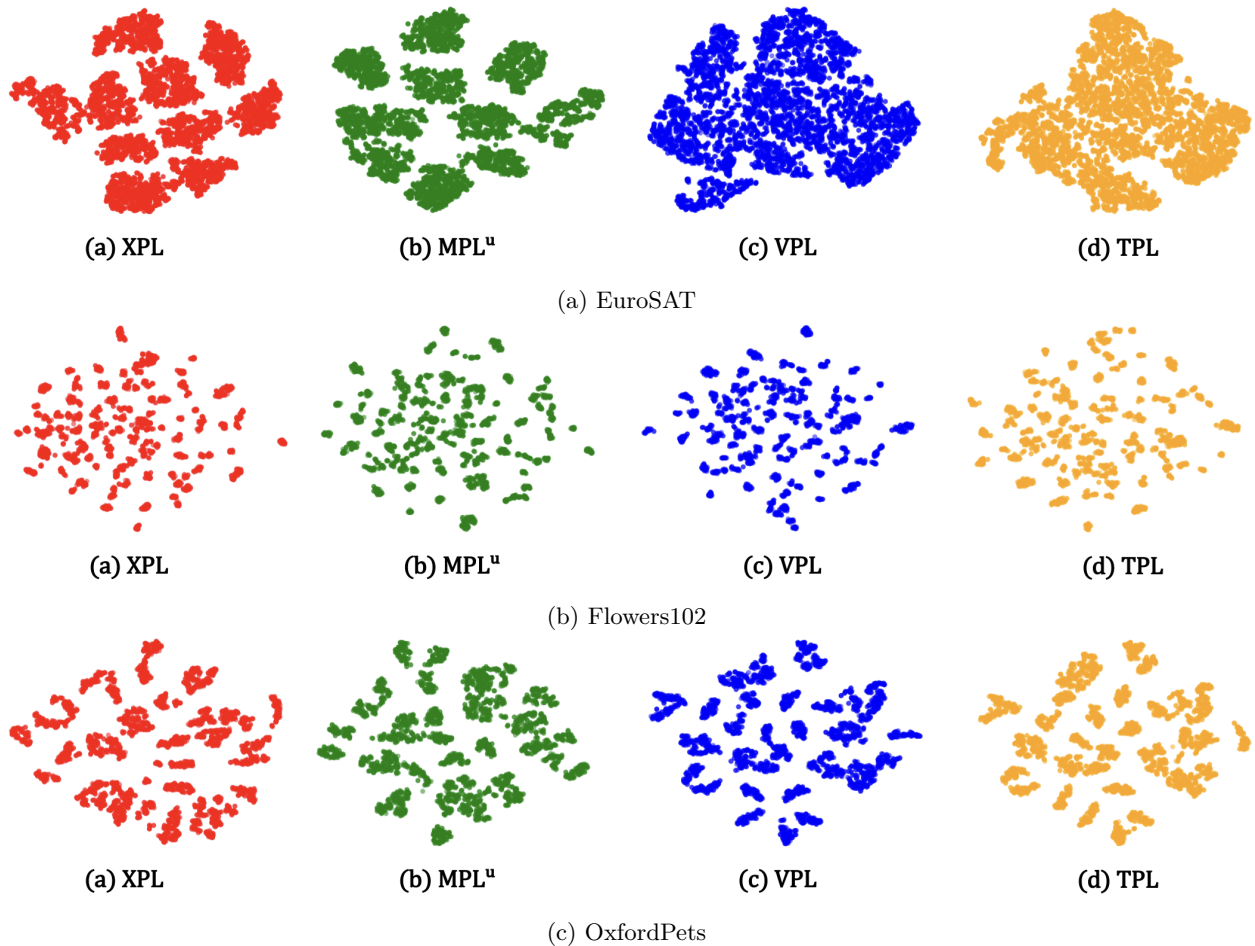 (a) XPL (b) MPLᵘ (c) VPL (d) TPL
(a) EuroSAT
(a) XPL (b) MPLᵘ (c) VPL (d) TPL
(b) Flowers102
(a) XPL (b) MPLᵘ (c) VPL (d) TPL
(c) OxfordPets